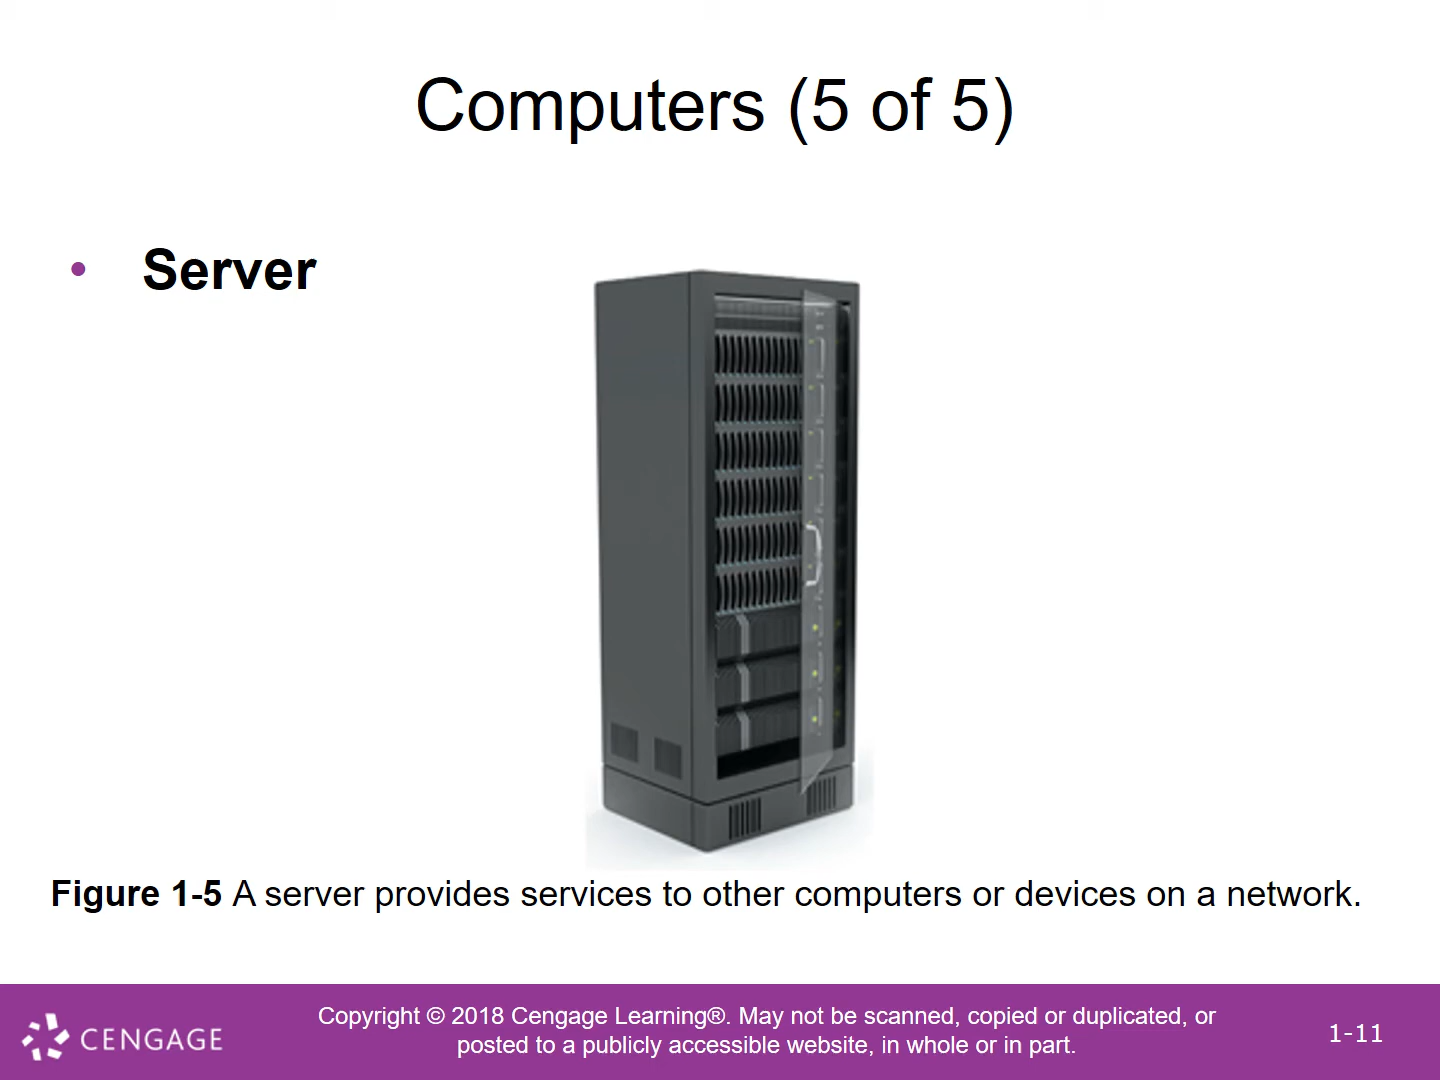 Computers (5 of 5)
• Server
Figure 1-5 A server provides services to other computers or devices on a network.
CENGAGE
Copyright © 2018 Cengage Learning®. May not be scanned, copied or duplicated, or
posted to a publicly accessible website, in whole or in part.
1-11